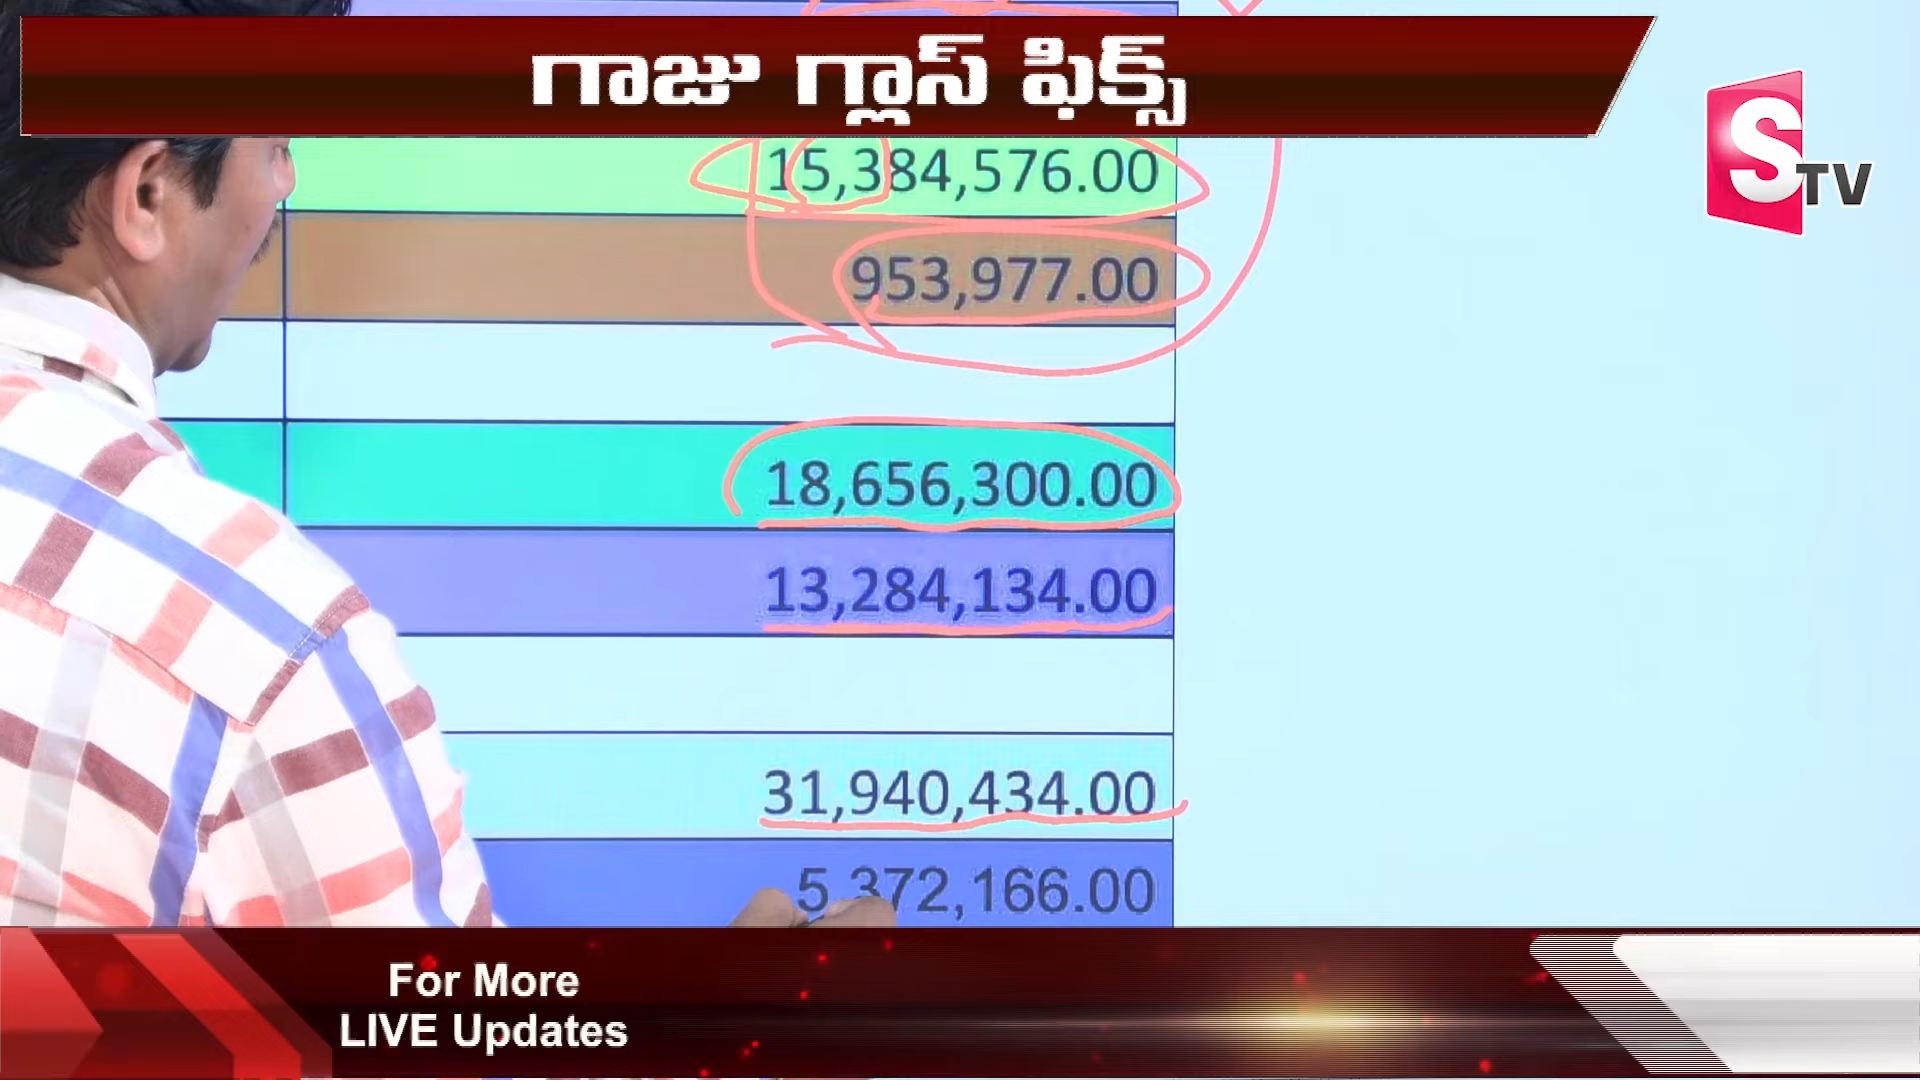 గాజు గ్లాస్ ఫిక్స్
S TV
15,384,576.00
953,977.00
18,656,300.00
13,284,134.00
31,940,434.00
5,372,166.00
For More
LIVE Updates